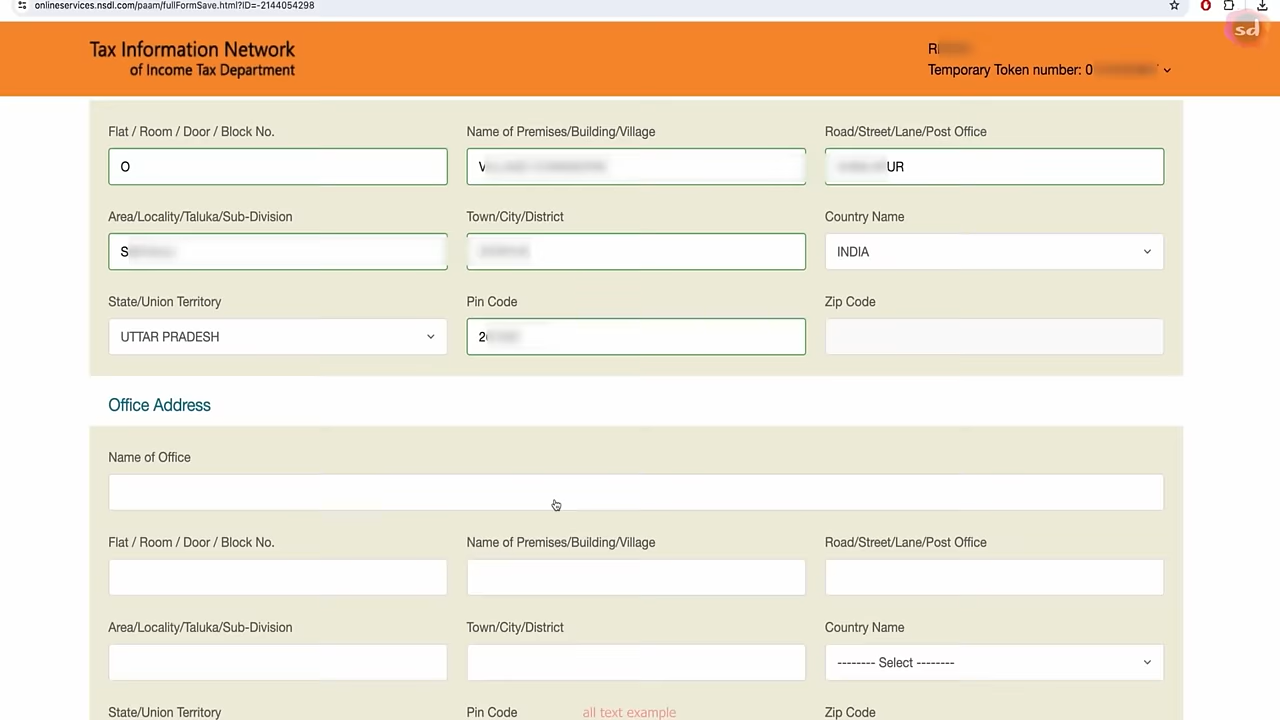 onlineservices.nsdl.com/paam/fullFormSave.html?ID=-2144054298
sd
Tax Information Network
of Income Tax Department
Temporary Token number: 0
Flat / Room / Door / Block No.
Name of Premises/Building/Village
Road/Street/Lane/Post Office
O
V
UR
Area/Locality/Taluka/Sub-Division
Town/City/District
Country Name
S
INDIA
State/Union Territory
Pin Code
Zip Code
UTTAR PRADESH
2
Office Address
Name of Office
Flat / Room / Door / Block No.
Name of Premises/Building/Village
Road/Street/Lane/Post Office
Area/Locality/Taluka/Sub-Division
Town/City/District
Country Name
-------- Select --------
State/Union Territory
Pin Code
all text example
Zip Code